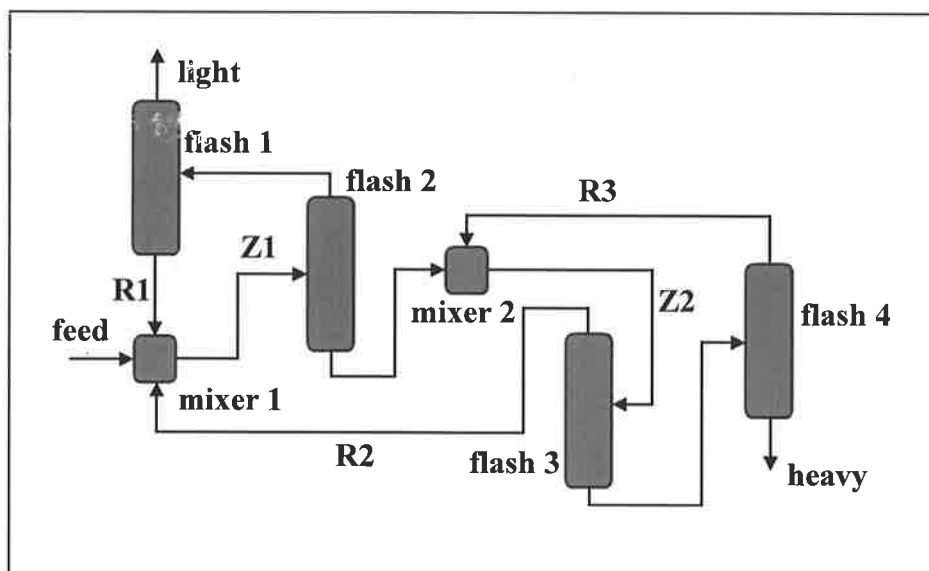 light
flash 1
flash 2
R3
Z1
R1
Z2
mixer 2
flash 4
feed
mixer 1
R2
flash 3
heavy